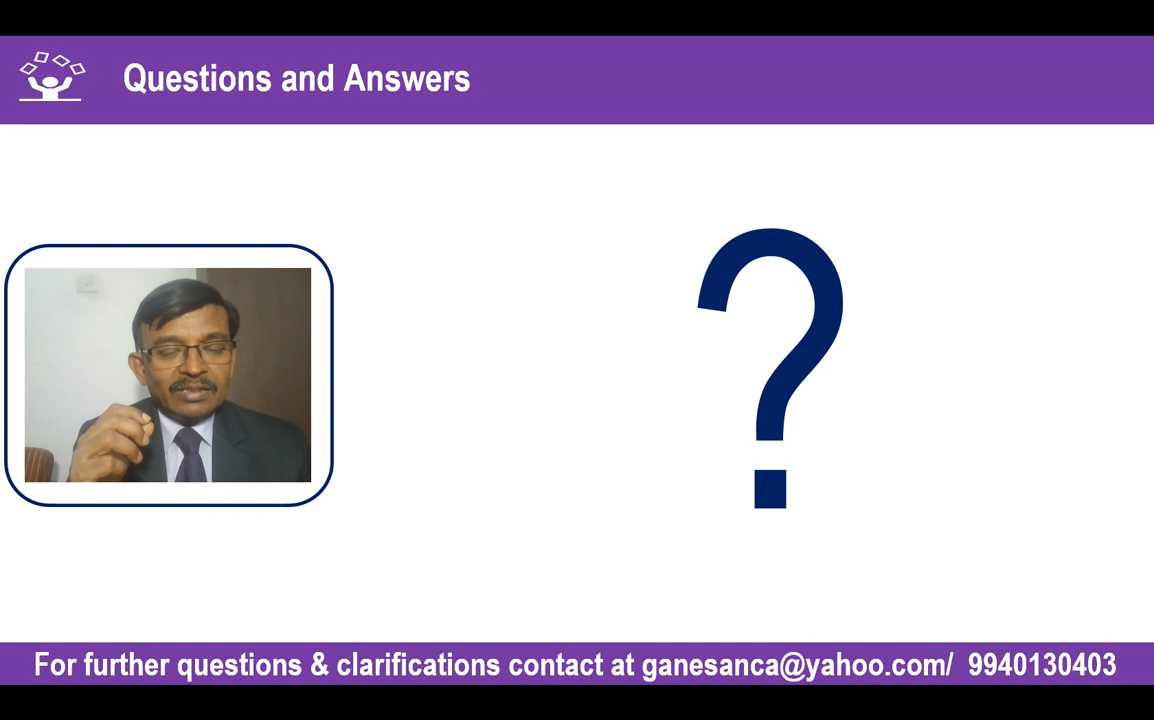 Questions and Answers
?
For further questions & clarifications contact at ganesanca@yahoo.com/ 9940130403